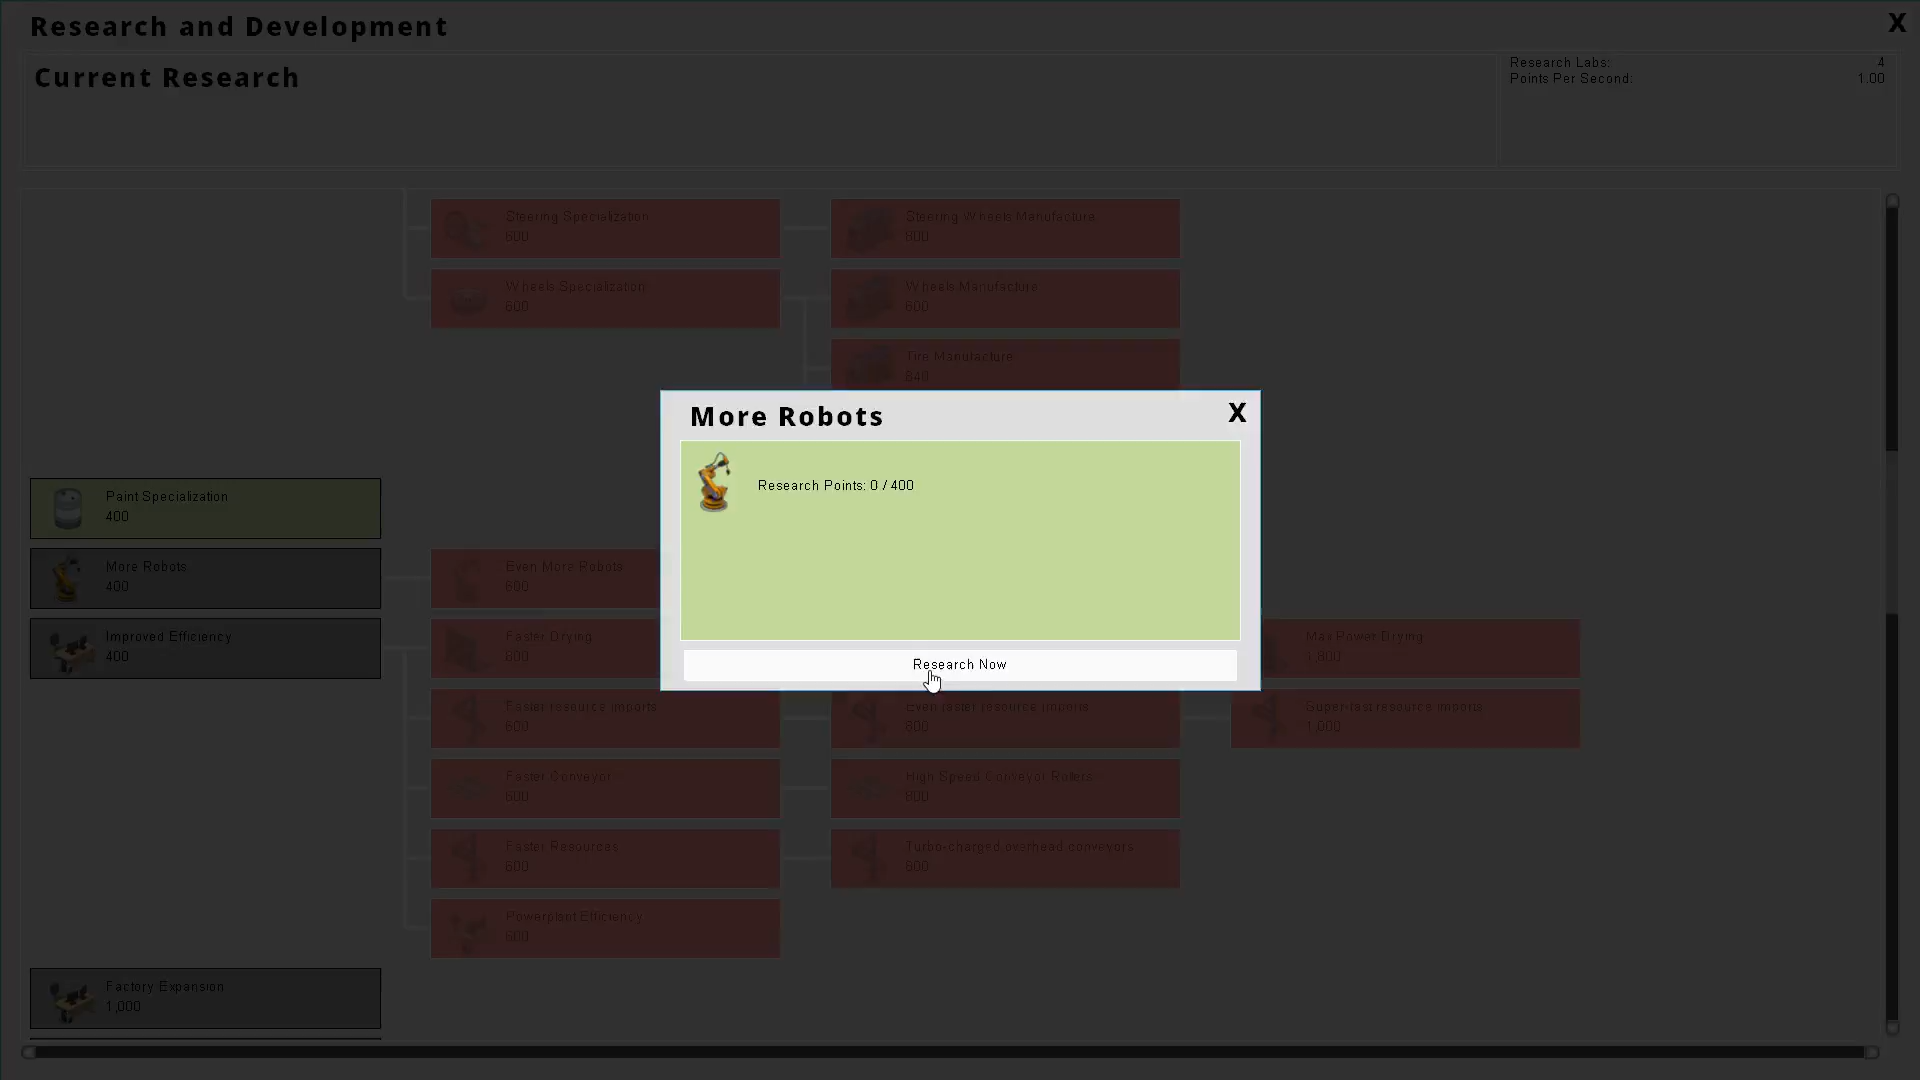 Research and Development
X
Current Research
Research Labs: 4
Points Per Second: 1.00
Steering Specialization
600
Steering Wheels Manufacture
800
Wheels Specialization
600
Wheels Manufacture
600
Tire Manufacture
840
More Robots
X
Research Points: 0 / 400
Research Now
Paint Specialization
400
More Robots
400
Even More Robots
600
Improved Efficiency
400
Faster Drying
800
Max Power Drying
Faster resource imports
600
Even faster resource imports
800
Super-fast resource imports
1,000
Faster Conveyor
600
High Speed Conveyor Rollers
800
Faster Resources
600
Turbo-charged overhead conveyors
800
Powerplant Efficiency
600
Factory Expansion
1,000